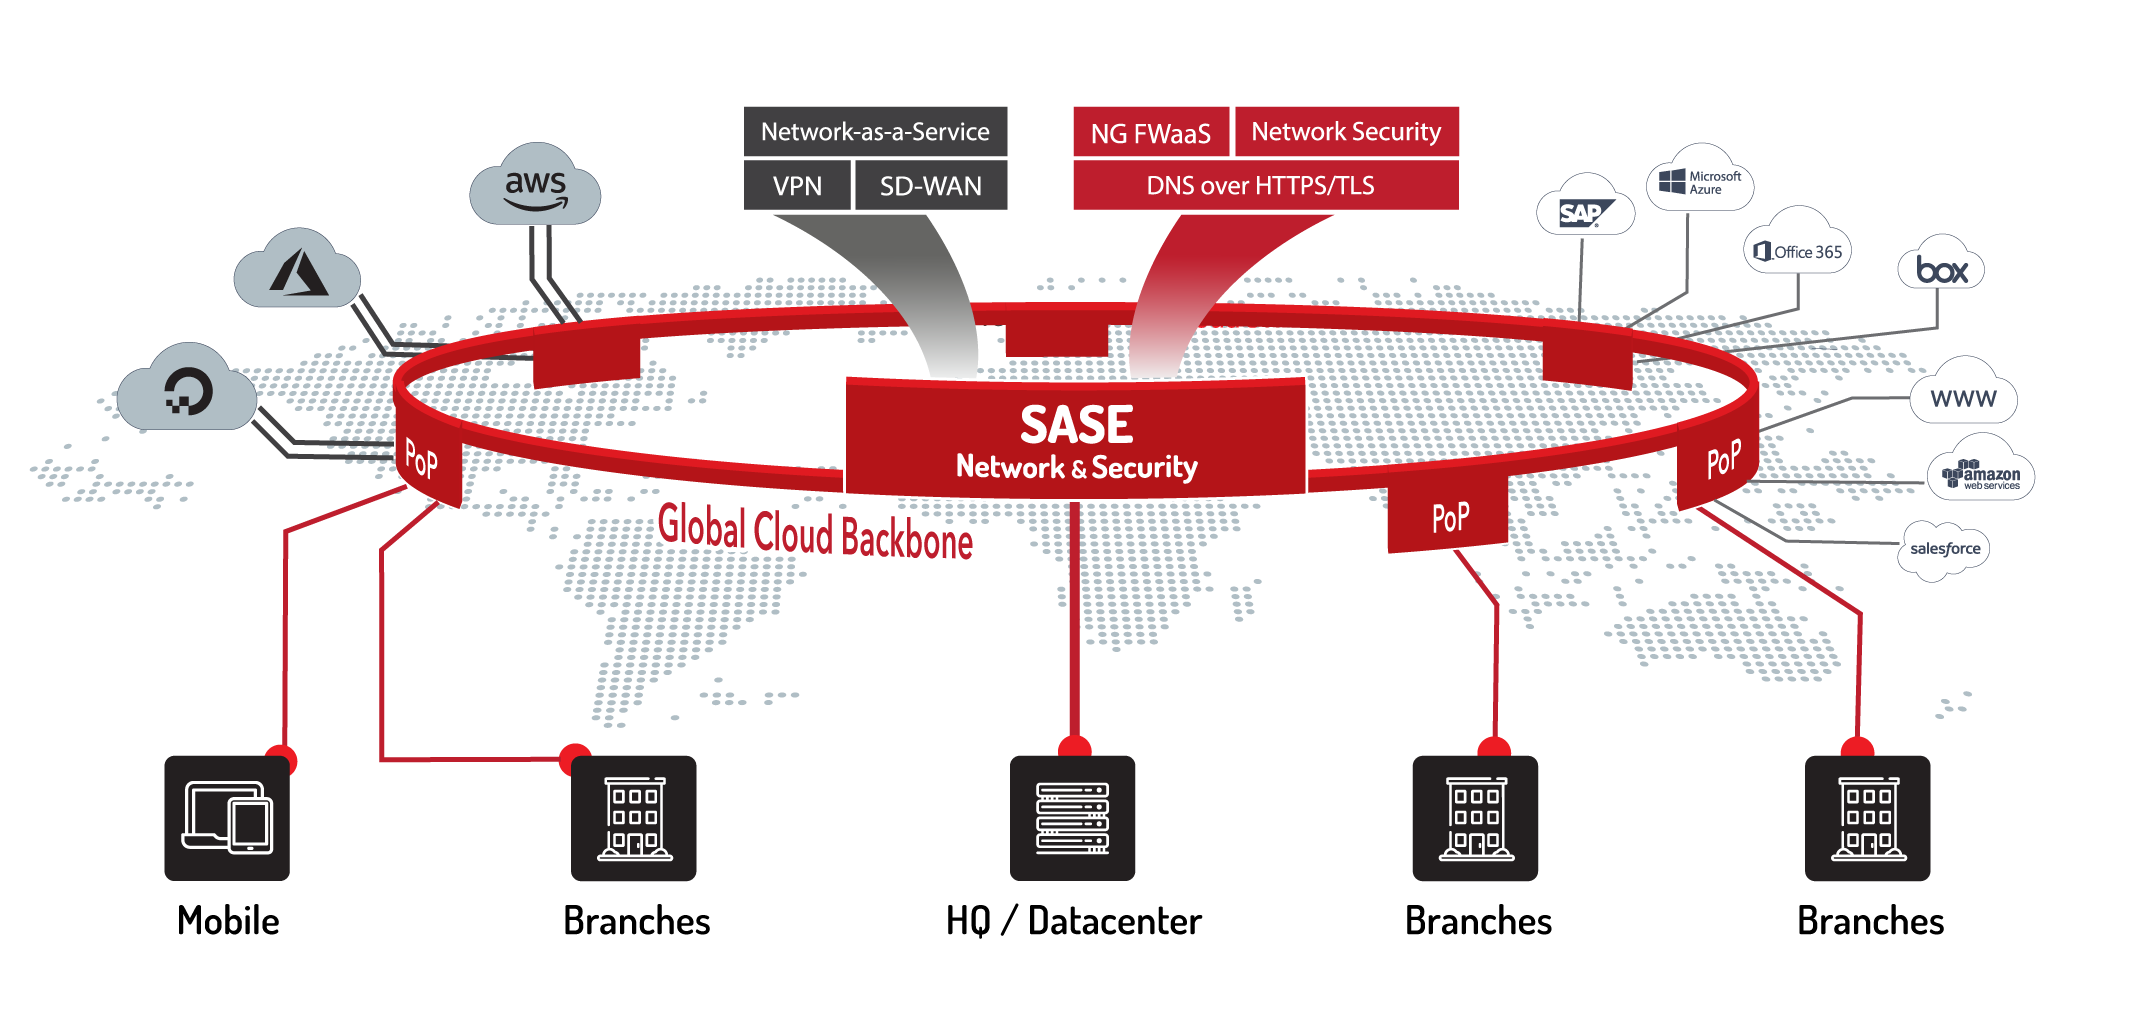 Network-as-a-Service
VPN
SD-WAN
NG FWaaS
Network Security
DNS over HTTPS/TLS
aws
SAP
Microsoft
Azure
Office 365
box
www
amazon
web services
salesforce
SASE
Network & Security
PoP
PoP
PoP
Global Cloud Backbone
Mobile
Branches
HQ / Datacenter
Branches
Branches